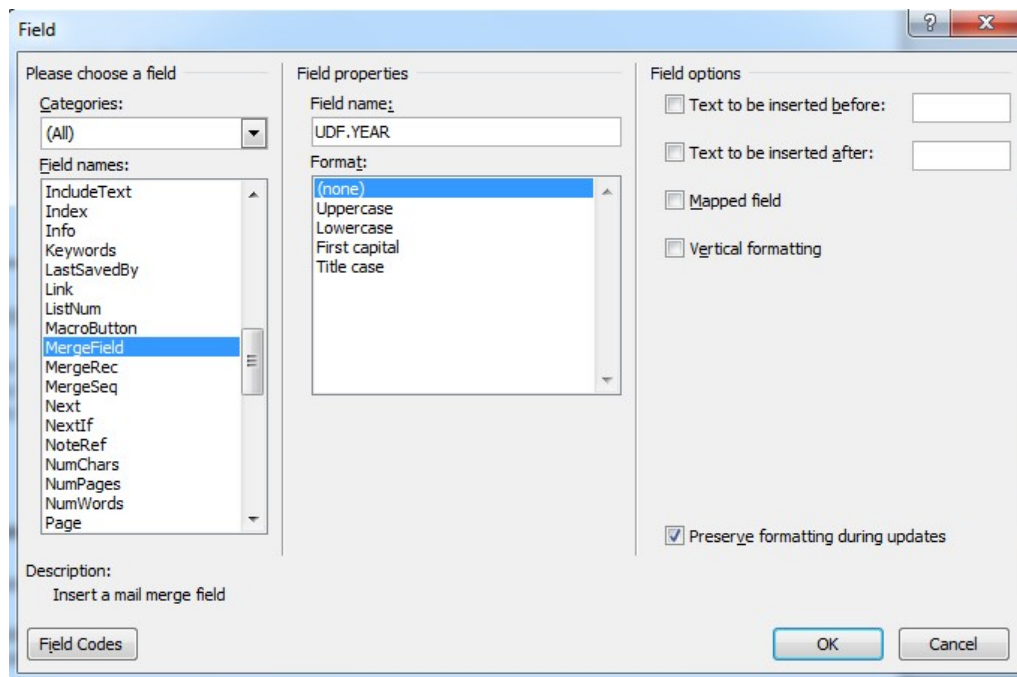 Field
?
X
Please choose a field
Categories:
(All)
Field names:
IncludeText
Index
Info
Keywords
LastSavedBy
Link
ListNum
MacroButton
MergeField
MergeRec
MergeSeq
Next
NextIf
NoteRef
NumChars
NumPages
NumWords
Page
Field properties
Field name:
UDF.YEAR
Format:
(none)
Uppercase
Lowercase
First capital
Title case
Field options
Text to be inserted before:
Text to be inserted after:
Mapped field
Vertical formatting
Preserve formatting during updates
Description:
Insert a mail merge field
Field Codes
OK
Cancel